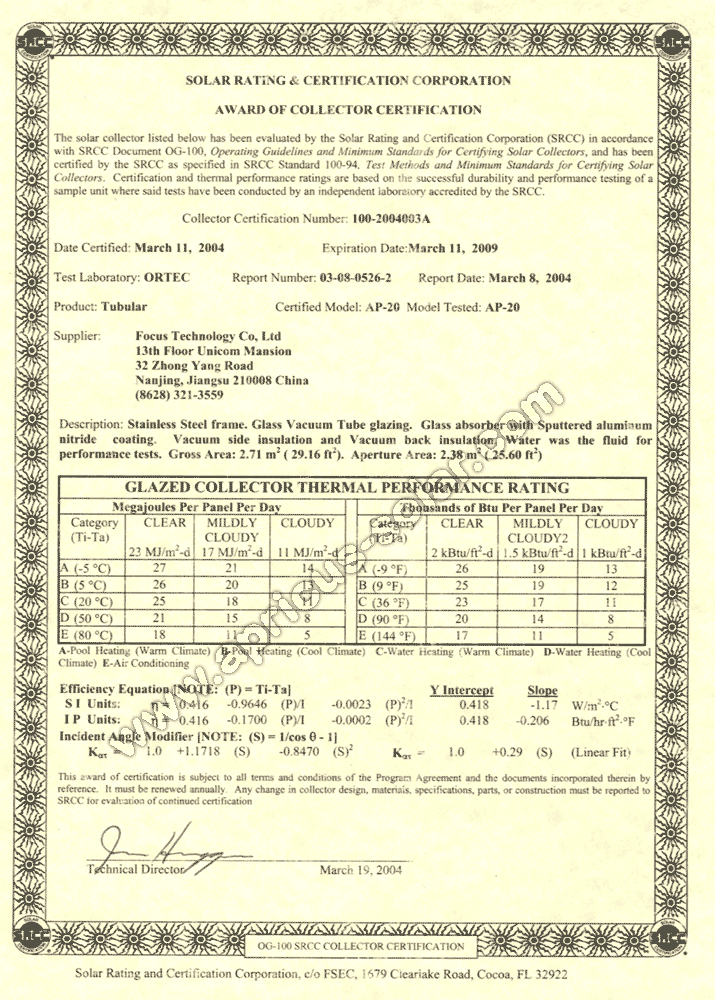 SOLAR RATING & CERTIFICATION CORPORATION
AWARD OF COLLECTOR CERTIFICATION
The solar collector listed below has been evaluated by the Solar Rating and Certification Corporation (SRCC) in accordance
with SRCC Document OG-100, Operating Guidelines and Minimum Standards for Certifying Solar Collectors, and has been
certified by the SRCC as specified in SRCC Standard 100-94, Test Methods and Minimum Standards for Certifying Solar
Collectors. Certification and thermal performance ratings are based on the successful durability and performance testing of a
sample unit where said tests have been conducted by an independent laboratory accredited by the SRCC.
Collector Certification Number: 100-2004003A
Date Certified: March 11, 2004 Expiration Date:March 11, 2009
Test Laboratory: ORTEC Report Number: 03-08-0526-2 Report Date: March 8, 2004
Product: Tubular Certified Model: AP-20 Model Tested: AP-20
Supplier: Focus Technology Co, Ltd
13th Floor Unicom Mansion
32 Zhong Yang Road
Nanjing, Jiangsu 210008 China
(8628) 321-3559
Description: Stainless Steel frame. Glass Vacuum Tube glazing. Glass absorber with Sputtered aluminum
nitride coating. Vacuum side insulation and Vacuum back insulation. Water was the fluid for
performance tests. Gross Area: 2.71 m² ( 29.16 ft²). Aperture Area: 2.38 m² ( 25.60 ft²)
GLAZED COLLECTOR THERMAL PERFORMANCE RATING
Megajoules Per Panel Per Day Thousands of Btu Per Panel Per Day
Category CLEAR MILDLY CLOUDY Category CLEAR MILDLY CLOUDY
(Ti-Ta) CLOUDY (Ti-Ta) CLOUDY2
23 MJ/m²-d 17 MJ/m²-d 11 MJ/m²-d 2 kBtu/ft²-d 1.5 kBtu/ft²-d 1 kBtu/ft²-d
A (-5 °C) 27 21 14 A (-9 °F) 26 19 13
B (5 °C) 26 20 13 B (9 °F) 25 19 12
C (20 °C) 25 18 11 C (36 °F) 23 17 11
D (50 °C) 21 15 8 D (90 °F) 20 14 8
E (80 °C) 18 11 5 E (144 °F) 17 11 5
A-Pool Heating (Warm Climate) B-Pool Heating (Cool Climate) C-Water Heating (Warm Climate) D-Water Heating (Cool
Climate) E-Air Conditioning
Efficiency Equation [NOTE: (P) = Ti-Ta] Y Intercept Slope
S I Units: η = 0.416 -0.9646 (P)/I -0.0023 (P)²/I 0.418 -1.17 W/m²·°C
I P Units: η = 0.416 -0.1700 (P)/I -0.0002 (P)²/I 0.418 -0.206 Btu/hr·ft²·°F
Incident Angle Modifier [NOTE: (S) = 1/cos θ - 1]
Kατ = 1.0 +1.1718 (S) -0.8470 (S)² Kατ = 1.0 +0.29 (S) (Linear Fit)
This award of certification is subject to all terms and conditions of the Program Agreement and the documents incorporated therein by
reference. It must be renewed annually. Any change in collector design, materials, specifications, parts, or construction must be reported to
SRCC for evaluation of continued certification
Technical Director March 19, 2004
OG-100 SRCC COLLECTOR CERTIFICATION
Solar Rating and Certification Corporation, c/o FSEC, 1679 Clearlake Road, Cocoa, FL 32922
www.apricus-solar.com